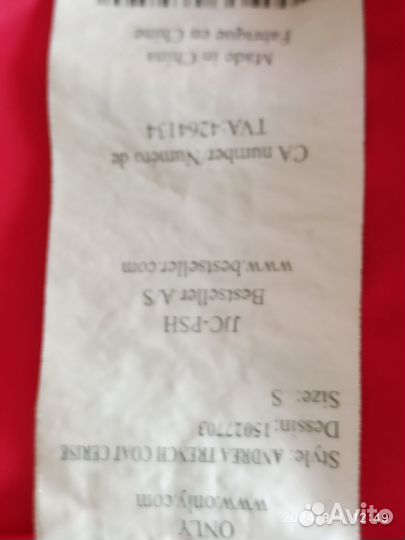 ONLY
www.only.com
Style: ANDREA TRENCH COAT CERISE
Dessin: 15027703
Size: S
JJC-PSH
Bestseller A/S
www.bestseller.com
CA number Numero de
TVA:4264134
Made in China
Fabrique en Chine
Avito